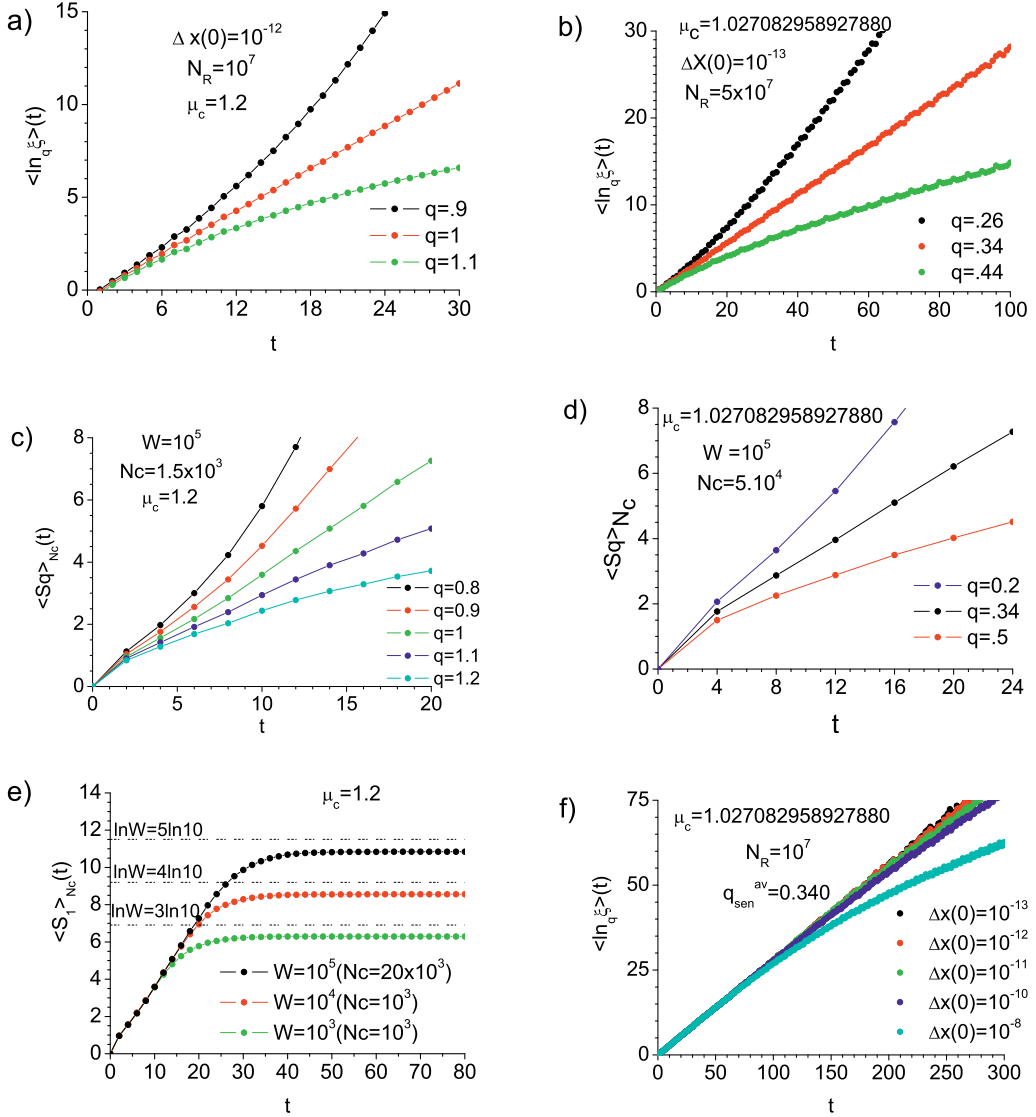 a)
15
10
5
0
<ln_q ξ>(t)
Δ x(0)=10^-12
N_R=10^7
μ_c=1.2
q=.9
q=1
q=1.1
6 12 18 24 30
t
b)
30
20
10
0
<ln_q ξ>(t)
μ_c=1.027082958927880
ΔX(0)=10^-13
N_R=5x10^7
q=.26
q=.34
q=.44
0 20 40 60 80 100
t
c)
8
6
4
2
0
<Sq>_Nc(t)
W=10^5
Nc=1.5x10^3
μ_c=1.2
q=0.8
q=0.9
q=1
q=1.1
q=1.2
0 5 10 15 20
t
d)
8
6
4
2
0
<Sq>N_C
μ_c=1.027082958927880
W =10^5
Nc=5.10^4
q=0.2
q=.34
q=.5
0 4 8 12 16 20 24
t
e)
14
12
10
8
6
4
2
0
<S_1>_Nc(t)
μ_c=1.2
lnW=5ln10
lnW=4ln10
lnW=3ln10
W=10^5(Nc=20x10^3)
W=10^4(Nc=10^3)
W=10^3(Nc=10^3)
0 10 20 30 40 50 60 70 80
t
f)
75
50
25
0
<ln_q ξ>(t)
μ_c=1.027082958927880
N_R=10^7
q_sen^av=0.340
Δx(0)=10^-13
Δx(0)=10^-12
Δx(0)=10^-11
Δx(0)=10^-10
Δx(0)=10^-8
0 50 100 150 200 250 300
t